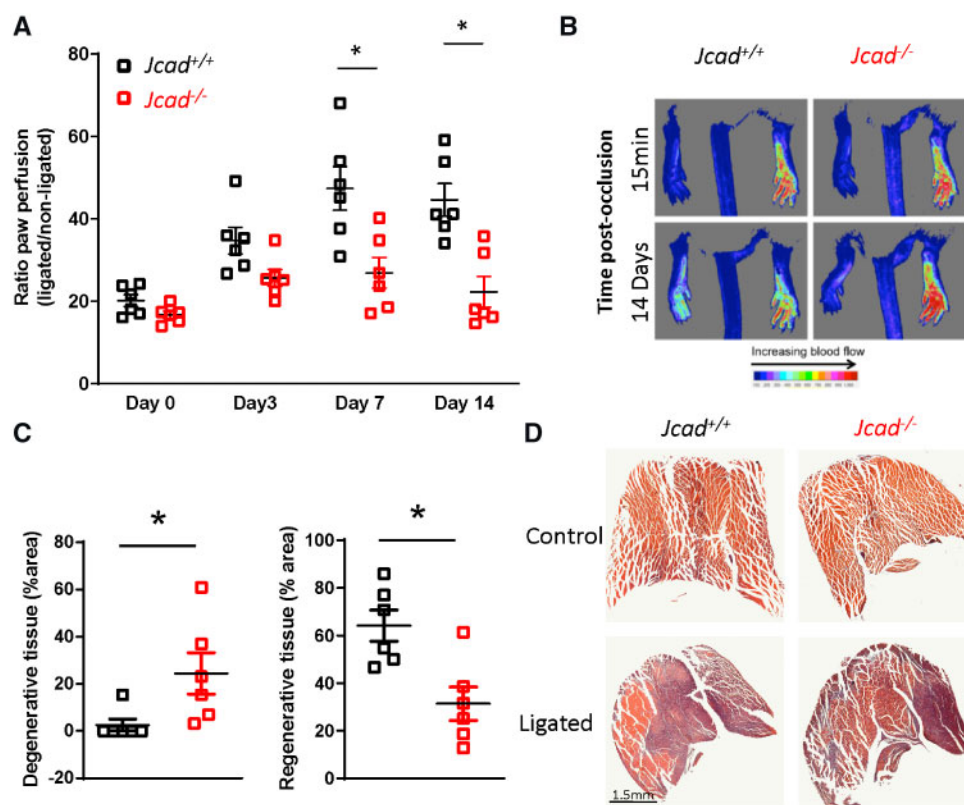 A
Jcad+/+
Jcad-/-
Ratio paw perfusion
(ligated/non-ligated)
80
60
40
20
0
*
*
Day 0
Day3
Day 7
Day 14
B
Jcad+/+
Jcad-/-
Time post-occlusion
15min
14 Days
Increasing blood flow
C
*
Degenerative tissue (%area)
80
60
40
20
0
-20
*
Regenerative tissue (% area)
100
80
60
40
20
0
D
Jcad+/+
Jcad-/-
Control
Ligated
1.5mm